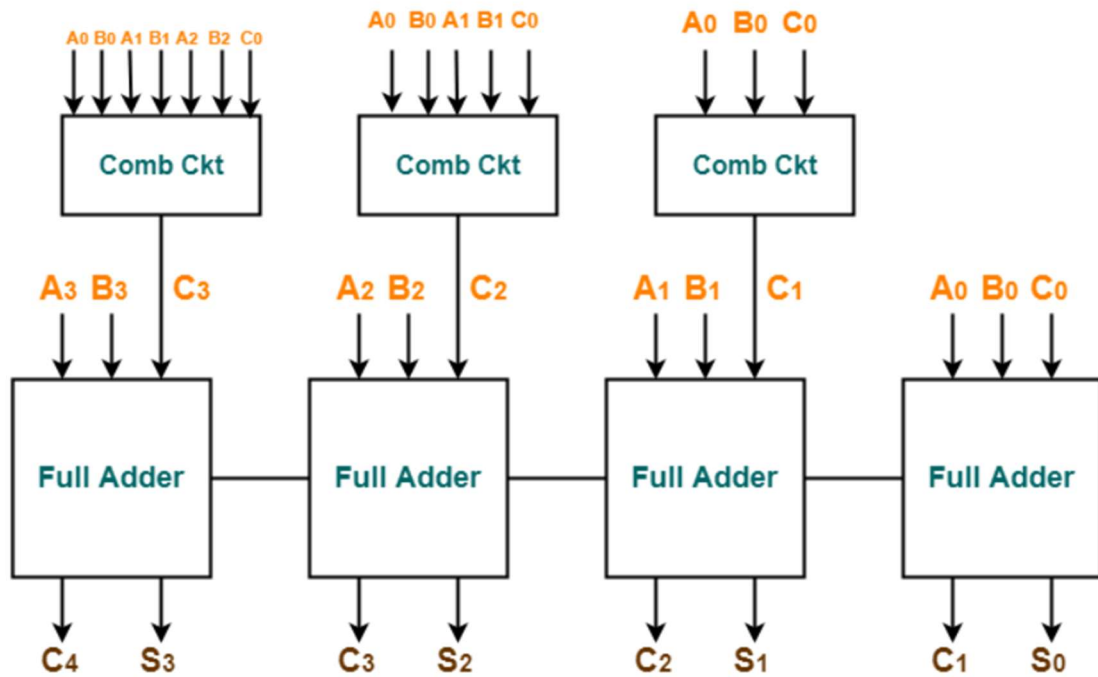 A0 B0 A1 B1 A2 B2 C0
A0 B0 A1 B1 C0
A0 B0 C0
Comb Ckt
Comb Ckt
Comb Ckt
A3 B3 C3
A2 B2 C2
A1 B1 C1
A0 B0 C0
Full Adder
Full Adder
Full Adder
Full Adder
C4 S3
C3 S2
C2 S1
C1 S0